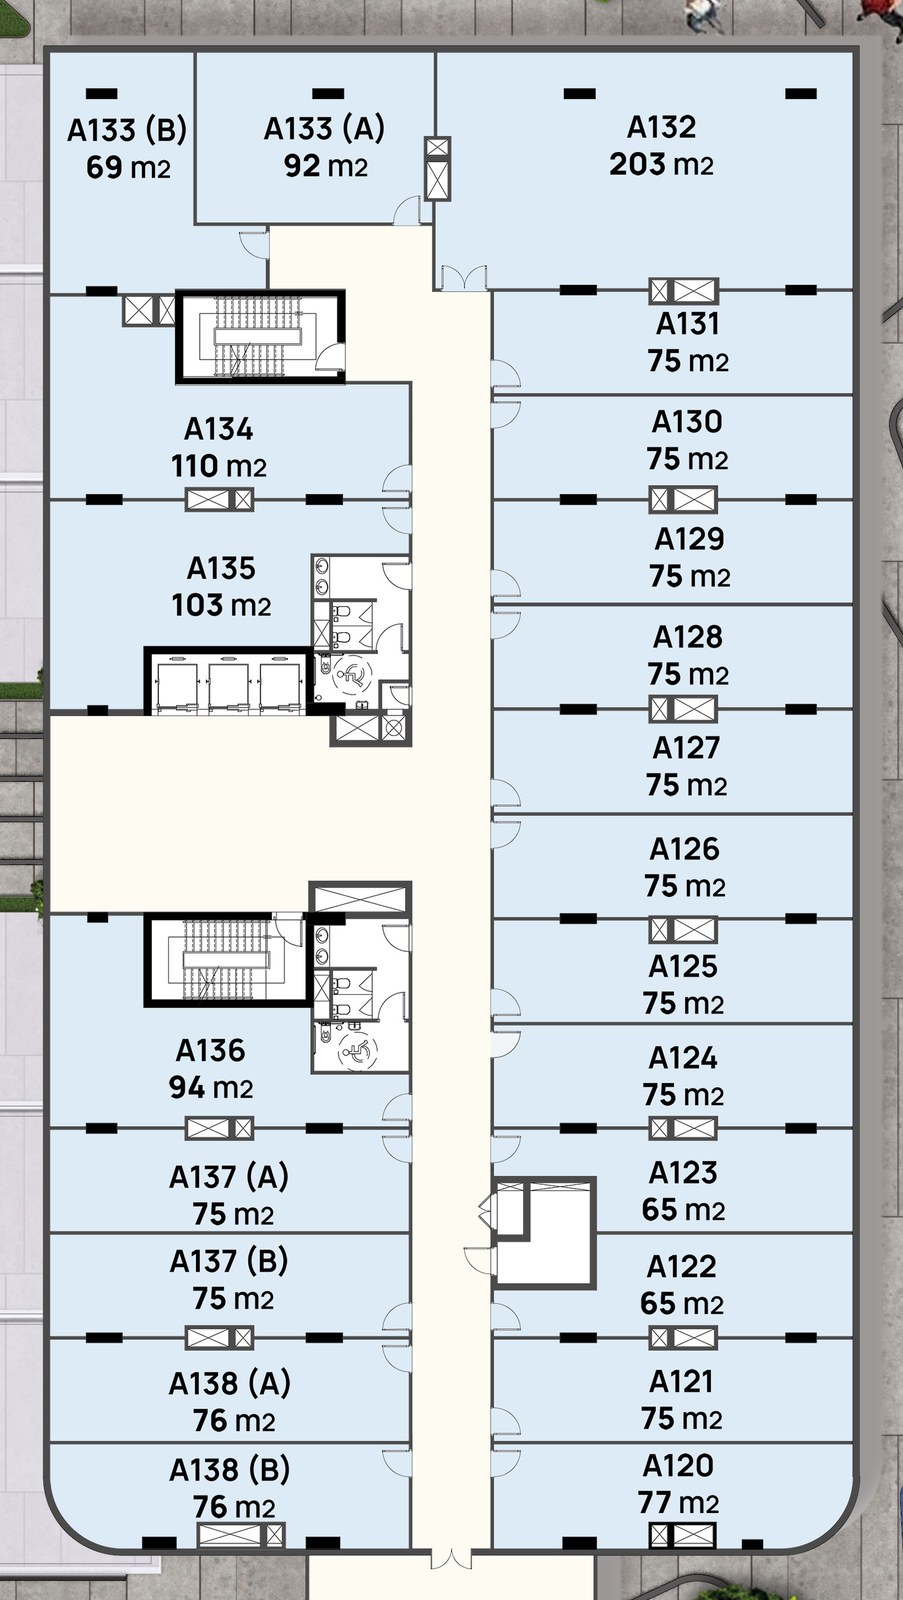 A133 (B)
69 m2
A133 (A)
92 m2
A132
203 m2
A131
75 m2
A134
110 m2
A130
75 m2
A135
103 m2
A129
75 m2
A128
75 m2
A127
75 m2
A126
75 m2
A125
75 m2
A136
94 m2
A124
75 m2
A137 (A)
75 m2
A123
65 m2
A137 (B)
75 m2
A122
65 m2
A138 (A)
76 m2
A121
75 m2
A138 (B)
76 m2
A120
77 m2